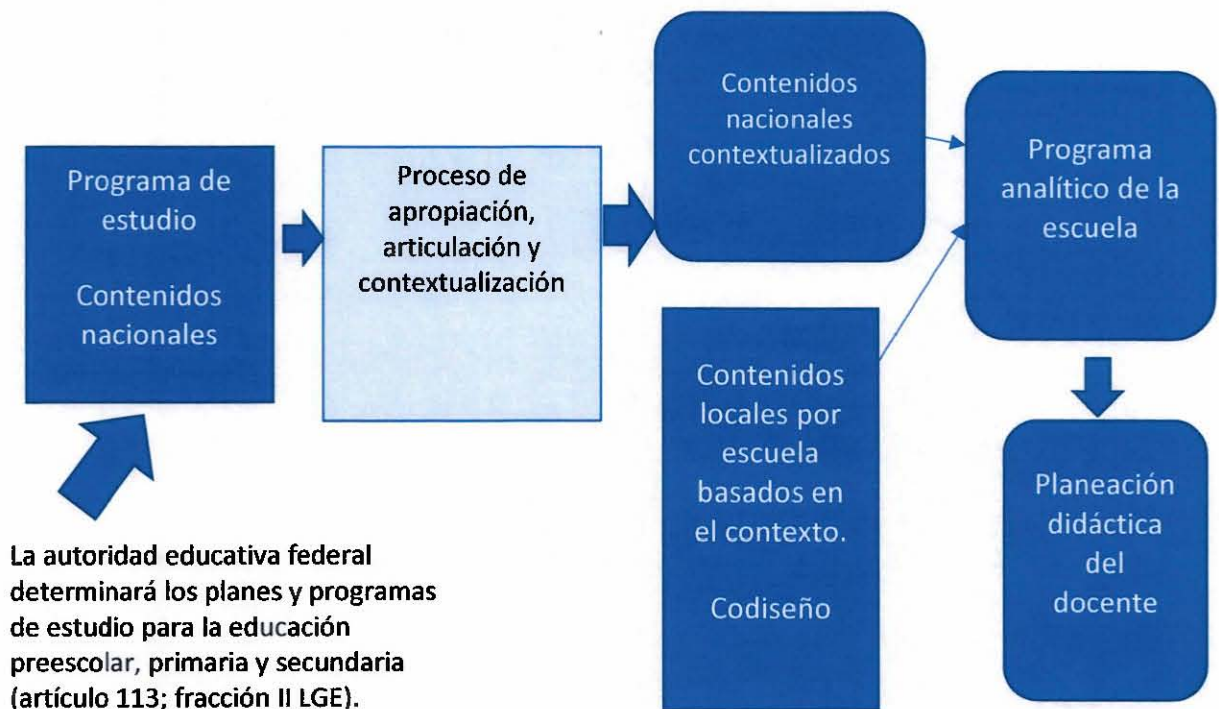 Programa de
estudio
Contenidos
nacionales
Proceso de
apropiación,
articulación y
contextualización
Contenidos
nacionales
contextualizados
Contenidos
locales por
escuela
basados en
el contexto.
Codiseño
Programa
analítico de la
escuela
Planeación
didáctica
del
docente
La autoridad educativa federal
determinará los planes y programas
de estudio para la educación
preescolar, primaria y secundaria
(artículo 113; fracción II LGE).